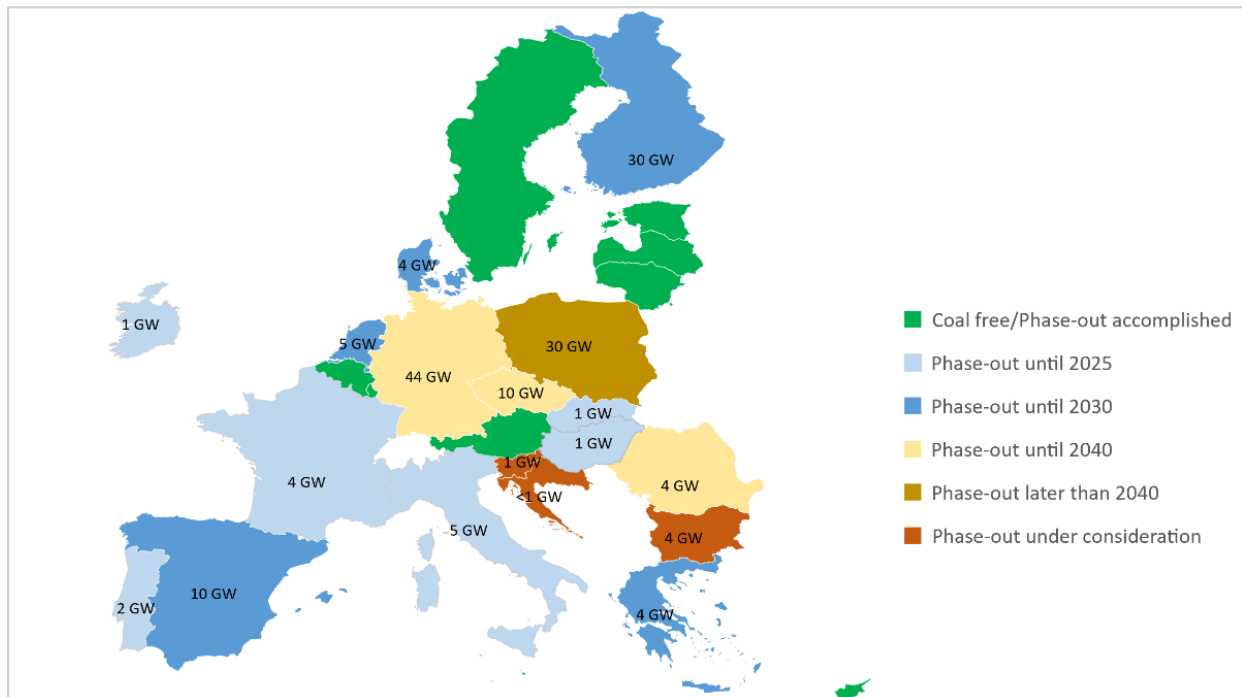 30 GW
4 GW
1 GW
5 GW
30 GW
44 GW
10 GW
1 GW
1 GW
1 GW
<1 GW
4 GW
4 GW
5 GW
4 GW
10 GW
2 GW
4 GW
Coal free/Phase-out accomplished
Phase-out until 2025
Phase-out until 2030
Phase-out until 2040
Phase-out later than 2040
Phase-out under consideration